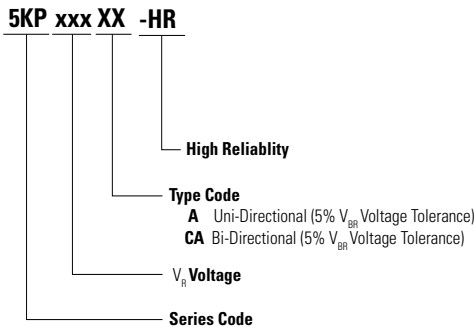 5KP xxx XX -HR
High Reliablity
Type Code
A Uni-Directional (5% VBR Voltage Tolerance)
CA Bi-Directional (5% VBR Voltage Tolerance)
VR Voltage
Series Code